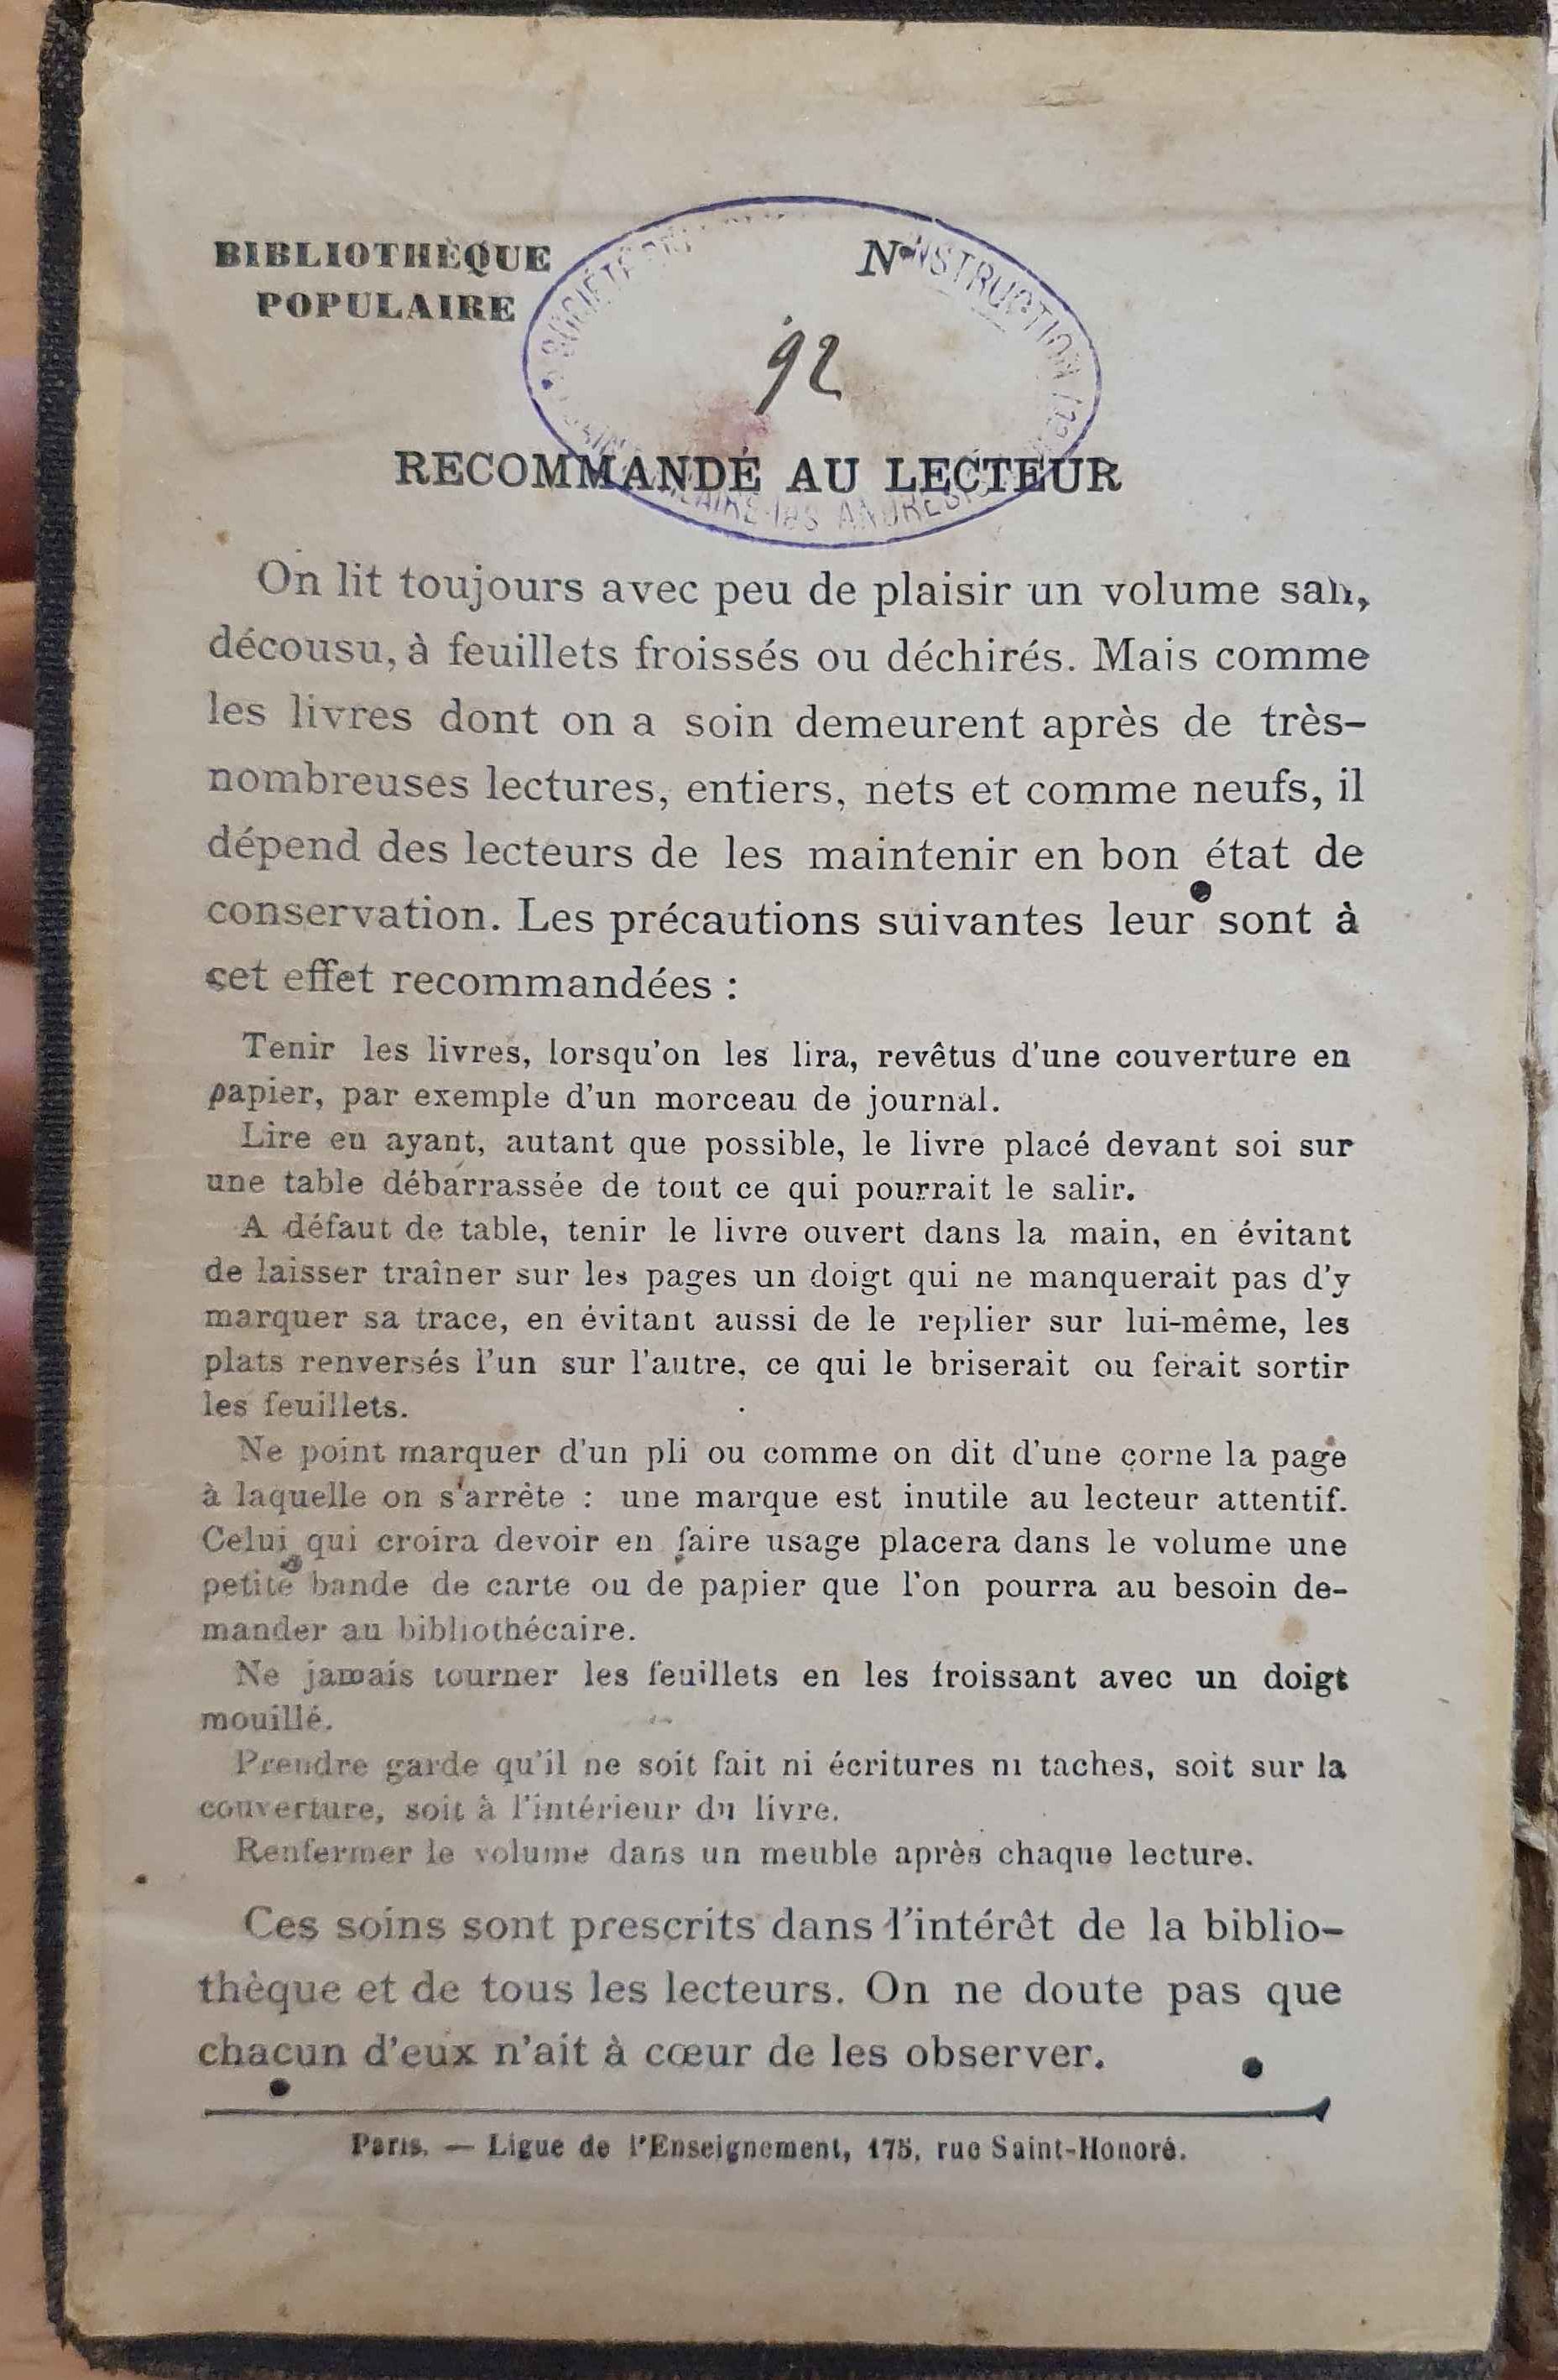 BIBLIOTHÈQUE
POPULAIRE
N°
92
SOCIÉTÉ
INSTRUCTION
ANDRESY
RECOMMANDÉ AU LECTEUR
On lit toujours avec peu de plaisir un volume sali,
décousu, à feuillets froissés ou déchirés. Mais comme
les livres dont on a soin demeurent après de très-
nombreuses lectures, entiers, nets et comme neufs, il
dépend des lecteurs de les maintenir en bon état de
conservation. Les précautions suivantes leur sont à
cet effet recommandées :
Tenir les livres, lorsqu'on les lira, revêtus d'une couverture en
papier, par exemple d'un morceau de journal.
Lire en ayant, autant que possible, le livre placé devant soi sur
une table débarrassée de tout ce qui pourrait le salir.
A défaut de table, tenir le livre ouvert dans la main, en évitant
de laisser traîner sur les pages un doigt qui ne manquerait pas d'y
marquer sa trace, en évitant aussi de le replier sur lui-même, les
plats renversés l'un sur l'autre, ce qui le briserait ou ferait sortir
les feuillets.
Ne point marquer d'un pli ou comme on dit d'une corne la page
à laquelle on s'arrête : une marque est inutile au lecteur attentif.
Celui qui croira devoir en faire usage placera dans le volume une
petite bande de carte ou de papier que l'on pourra au besoin de-
mander au bibliothécaire.
Ne jamais tourner les feuillets en les froissant avec un doigt
mouillé.
Prendre garde qu'il ne soit fait ni écritures ni taches, soit sur la
couverture, soit à l'intérieur du livre.
Renfermer le volume dans un meuble après chaque lecture.
Ces soins sont prescrits dans l'intérêt de la biblio-
thèque et de tous les lecteurs. On ne doute pas que
chacun d'eux n'ait à cœur de les observer.
Paris. — Ligue de l'Enseignement, 175, rue Saint-Honoré.